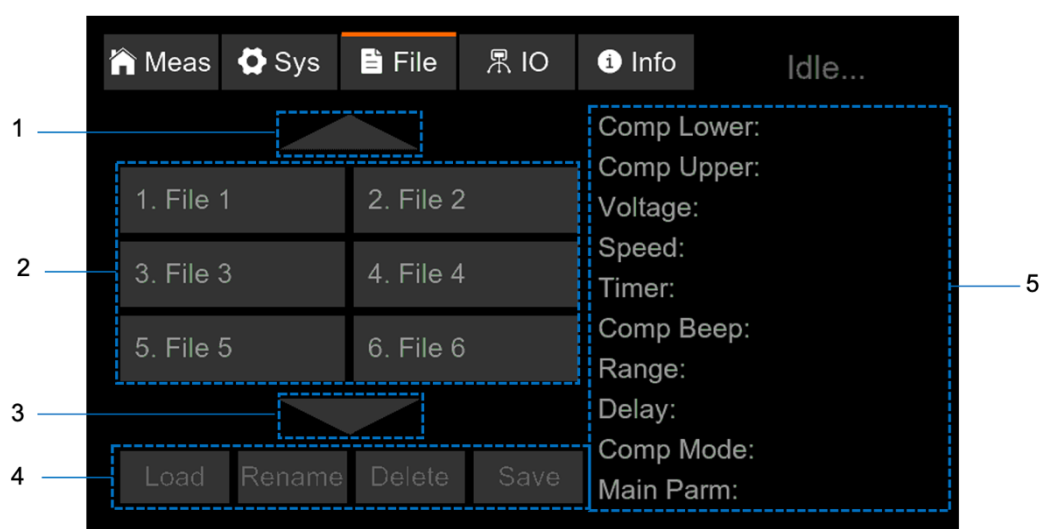 Meas Sys File IO Info Idle...
1
2
3
4
1. File 1 2. File 2
3. File 3 4. File 4
5. File 5 6. File 6
Load Rename Delete Save
Comp Lower:
Comp Upper:
Voltage:
Speed:
Timer:
Comp Beep:
Range:
Delay:
Comp Mode:
Main Parm:
5